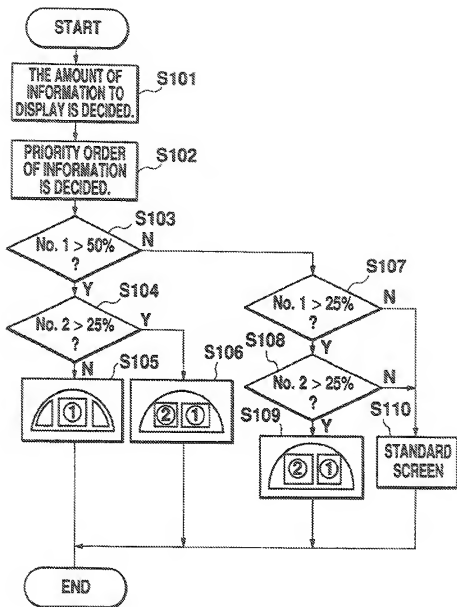 START
THE AMOUNT OF
INFORMATION TO
DISPLAY IS DECIDED.
S101
PRIORITY ORDER
OF INFORMATION
IS DECIDED.
S102
S103
No. 1 > 50%
?
N
Y
S104
No. 2 > 25%
?
Y
N
S105
①
S106
② ①
S107
No. 1 > 25%
?
N
Y
S108
No. 2 > 25%
?
N
Y
S109
② ①
S110
STANDARD
SCREEN
END